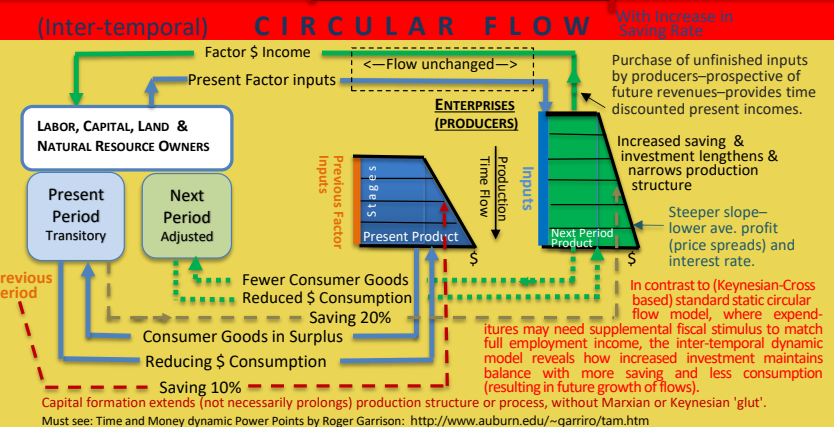 (Inter-temporal) CIRCULAR FLOW With Increase in
Saving Rate
Factor $ Income
<—Flow unchanged—>
Present Factor inputs
Purchase of unfinished inputs
by producers–prospective of
future revenues–provides time
discounted present incomes.
ENTERPRISES
(PRODUCERS)
LABOR, CAPITAL, LAND &
NATURAL RESOURCE OWNERS
Increased saving &
investment lengthens &
narrows production
structure
Previous Factor
Inputs
Stages
Production
Time Flow
Inputs
Present
Period
Transitory
Next
Period
Adjusted
Present Product
$
Next Period
Product
$
Steeper slope–
lower ave. profit
(price spreads) and
interest rate.
revious
eriod
Fewer Consumer Goods
Reduced $ Consumption
Saving 20%
Consumer Goods in Surplus
Reducing $ Consumption
Saving 10%
In contrast to (Keynesian-Cross
based) standard static circular
flow model, where expend-
itures may need supplemental fiscal stimulus to match
full employment income, the inter-temporal dynamic
model reveals how increased investment maintains
balance with more saving and less consumption
(resulting in future growth of flows).
Capital formation extends (not necessarily prolongs) production structure or process, without Marxian or Keynesian 'glut'.
Must see: Time and Money dynamic Power Points by Roger Garrison: http://www.auburn.edu/~garriro/tam.htm